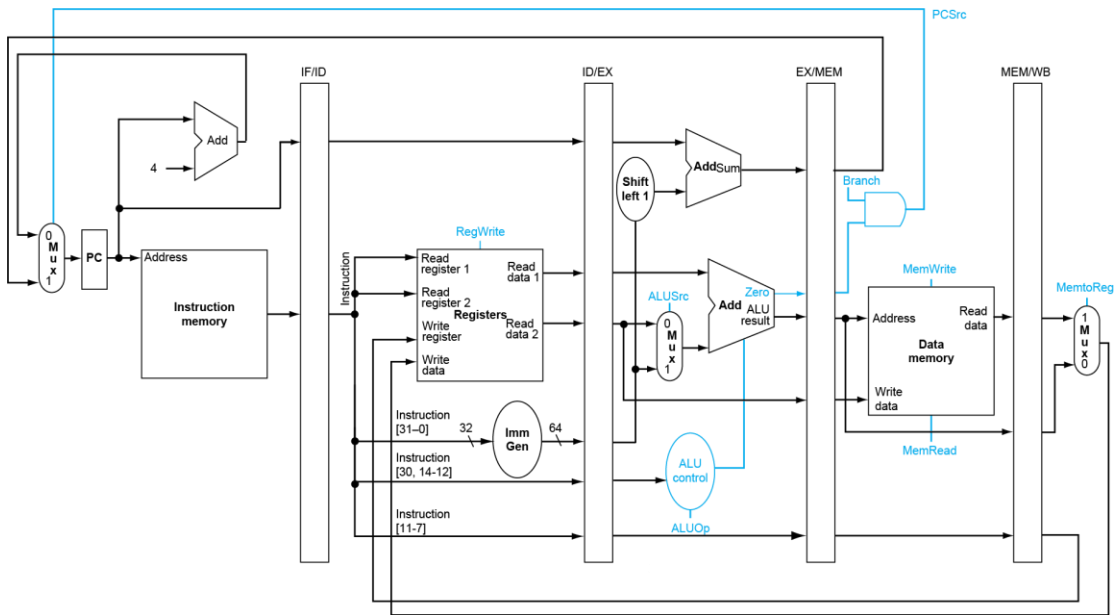 PCSrc
IF/ID
ID/EX
EX/MEM
MEM/WB
Add
4
Add
Sum
Shift
left 1
Branch
0
M
u
x
1
PC
Address
Instruction
memory
Instruction
RegWrite
Read
register 1
Read
register 2
Write
register
Write
data
Registers
Read
data 1
Read
data 2
ALUSrc
0
M
u
x
1
Add
Zero
ALU
result
MemWrite
Address
Read
data
Data
memory
Write
data
MemRead
MemtoReg
1
M
u
x
0
Instruction
[31–0]
32
Imm
Gen
64
Instruction
[30, 14-12]
ALU
control
Instruction
[11-7]
ALUOp